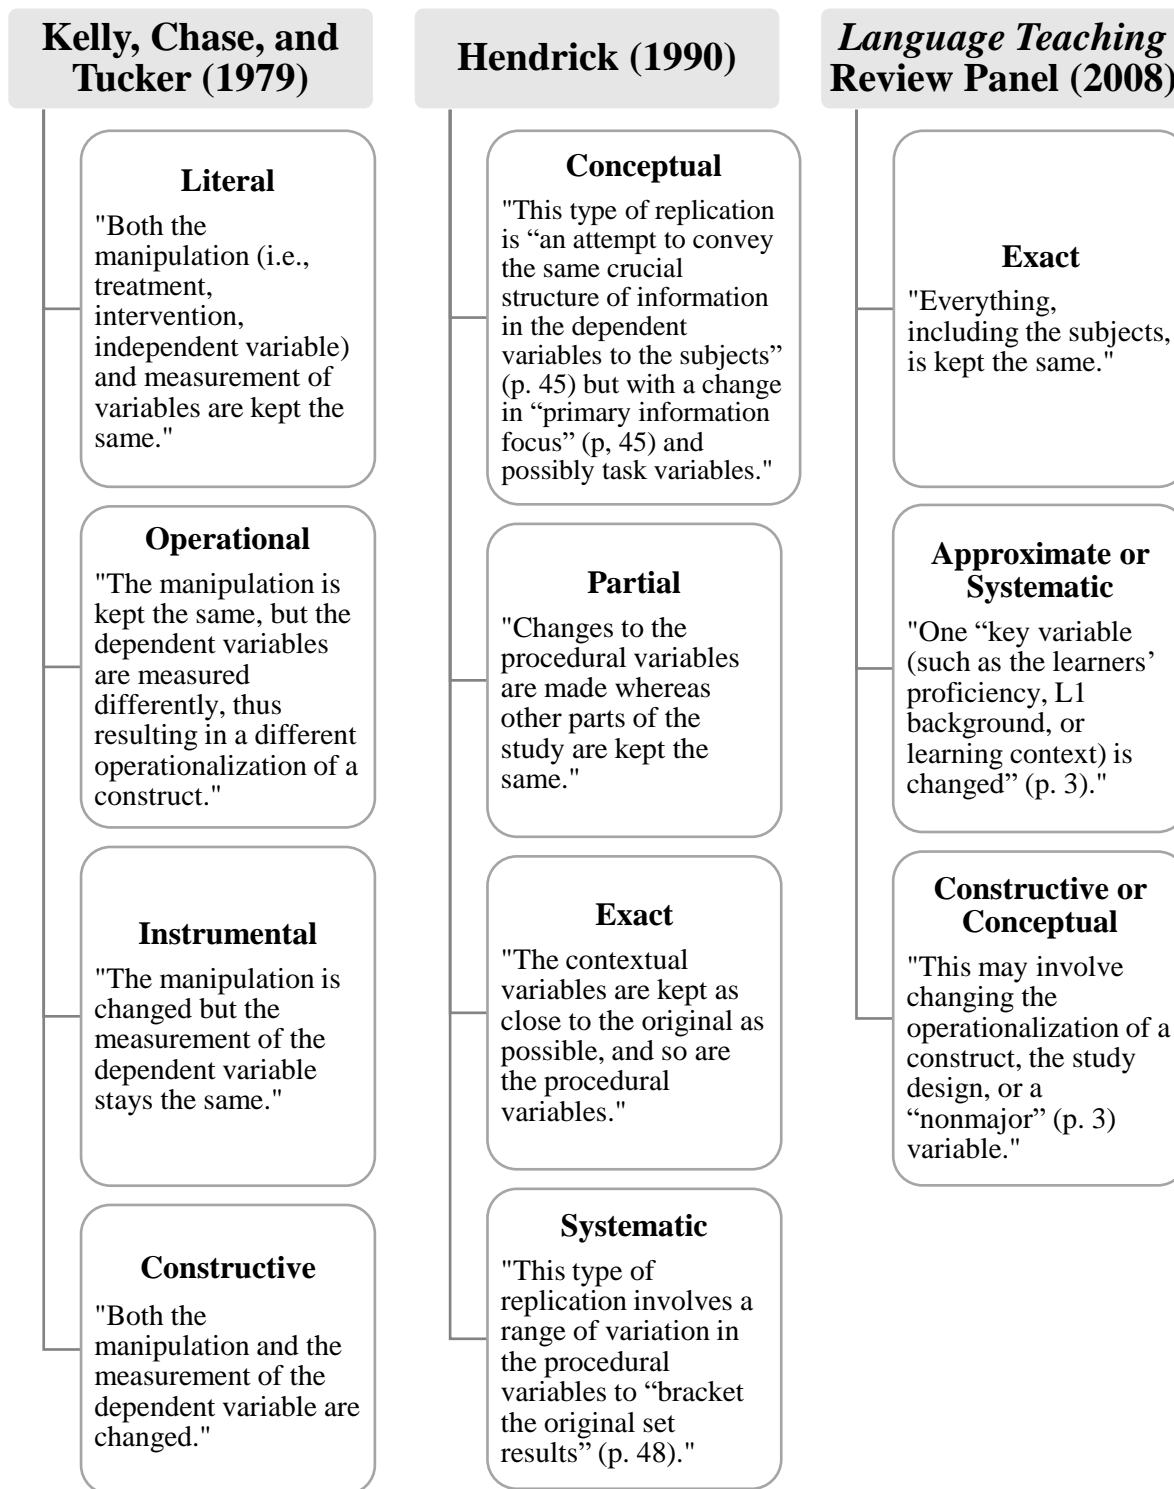 Kelly, Chase, and
Tucker (1979)
Literal
"Both the
manipulation (i.e.,
treatment,
intervention,
independent variable)
and measurement of
variables are kept the
same."
Operational
"The manipulation is
kept the same, but the
dependent variables
are measured
differently, thus
resulting in a different
operationalization of a
construct."
Instrumental
"The manipulation is
changed but the
measurement of the
dependent variable
stays the same."
Constructive
"Both the
manipulation and the
measurement of the
dependent variable are
changed."
Hendrick (1990)
Conceptual
"This type of replication
is “an attempt to convey
the same crucial
structure of information
in the dependent
variables to the subjects”
(p. 45) but with a change
in “primary information
focus” (p, 45) and
possibly task variables."
Partial
"Changes to the
procedural variables
are made whereas
other parts of the
study are kept the
same."
Exact
"The contextual
variables are kept as
close to the original as
possible, and so are
the procedural
variables."
Systematic
"This type of
replication involves a
range of variation in
the procedural
variables to “bracket
the original set
results” (p. 48)."
Language Teaching
Review Panel (2008)
Exact
"Everything,
including the subjects,
is kept the same."
Approximate or
Systematic
"One “key variable
(such as the learners’
proficiency, L1
background, or
learning context) is
changed” (p. 3)."
Constructive or
Conceptual
"This may involve
changing the
operationalization of a
construct, the study
design, or a
“nonmajor” (p. 3)
variable."